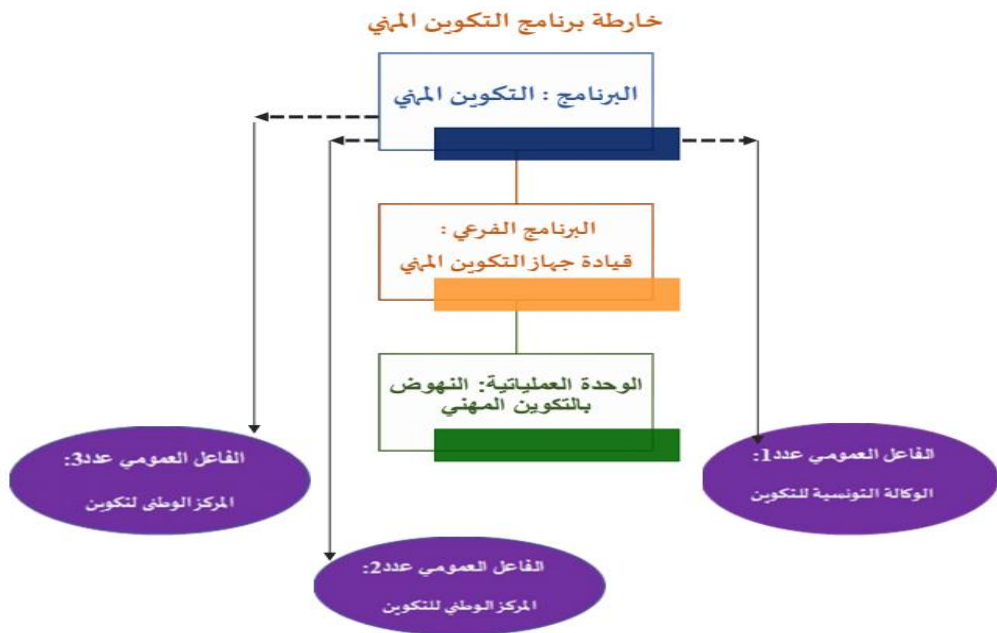 خارطة برنامج التكوين المهني
البرنامج : التكوين المهني
البرنامج الفرعي :
قيادة جهاز التكوين المهني
الوحدة العملياتية: النهوض
بالتكوين المهني
الفاعل العمومي عدد1:
الوكالة التونسية للتكوين
الفاعل العمومي عدد2:
المركز الوطني للتكوين
الفاعل العمومي عدد3:
المركز الوطني لتكوين